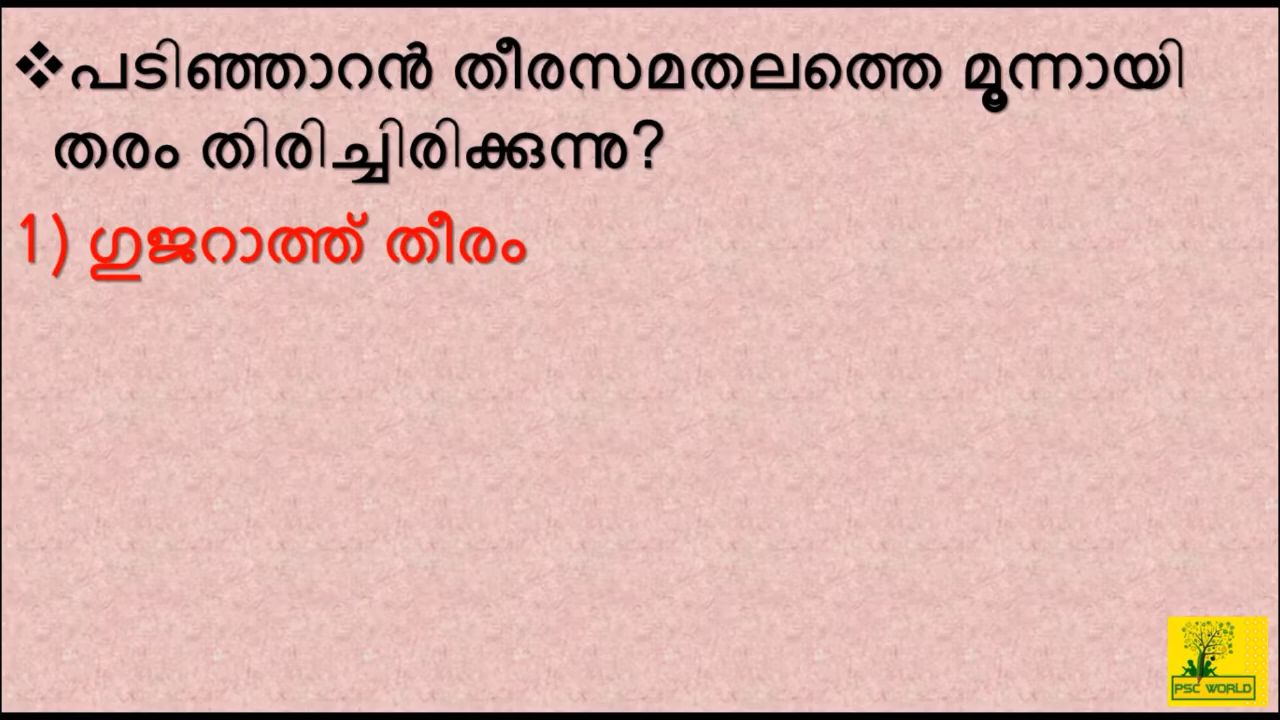 ❖പടിഞ്ഞാറൻ തീരസമതലത്തെ മൂന്നായി
തരം തിരിച്ചിരിക്കുന്നു?
1) ഗുജറാത്ത് തീരം
PSC WORLD